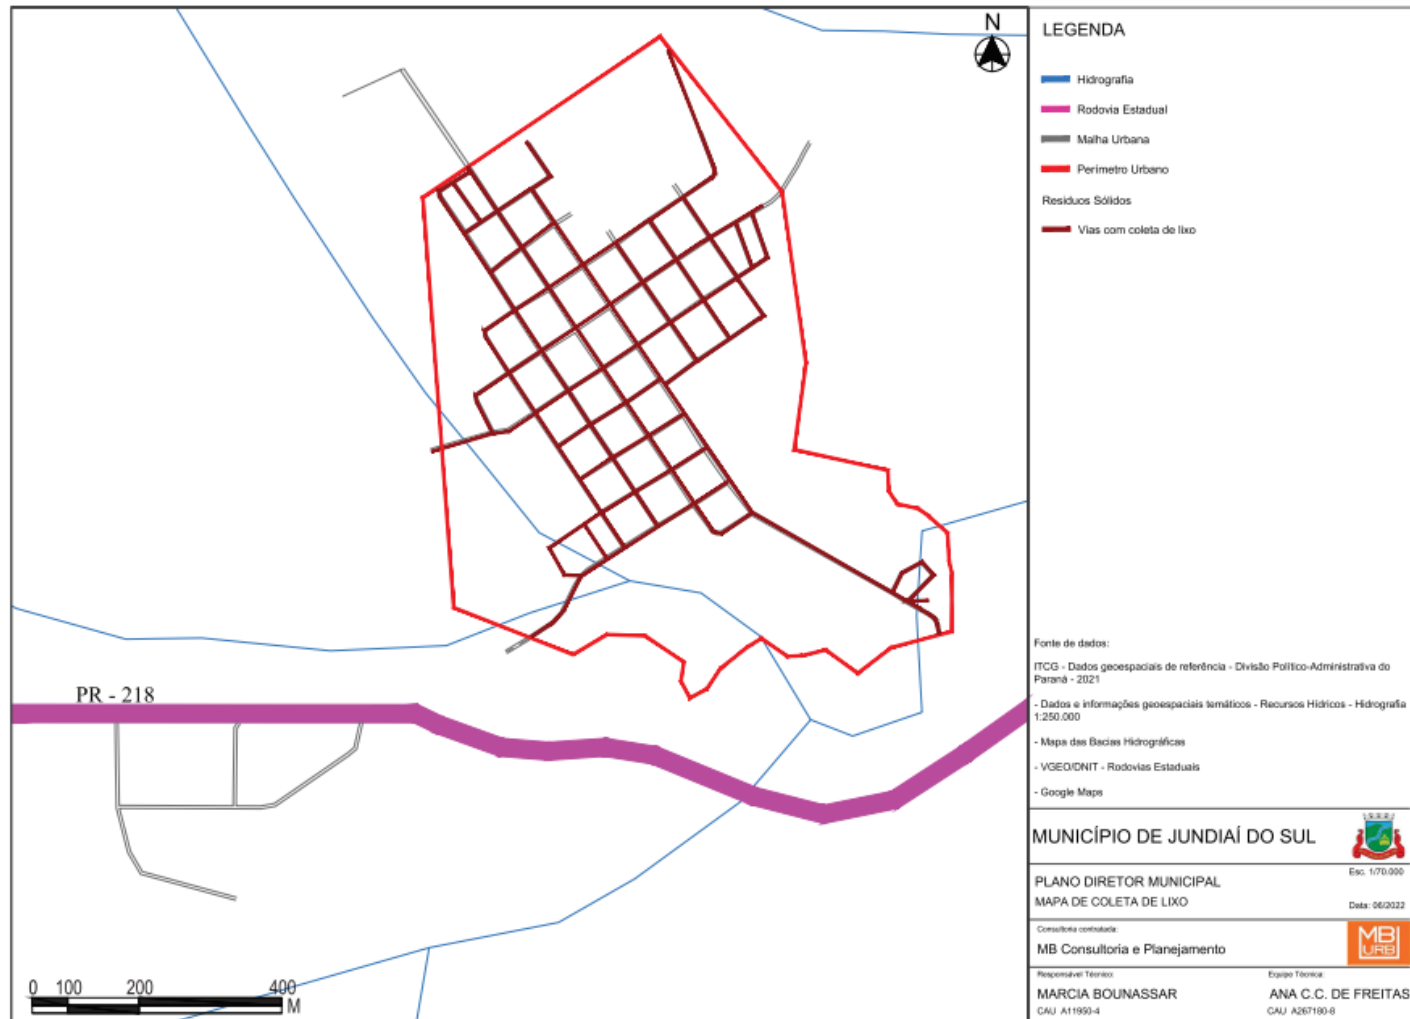 N
PR - 218
0 100 200 400
M
LEGENDA
Hidrografia
Rodovia Estadual
Malha Urbana
Perímetro Urbano
Resíduos Sólidos
Vias com coleta de lixo
Fonte de dados:
ITCG - Dados geoespaciais de referência - Divisão Político-Administrativa do
Paraná - 2021
- Dados e informações geoespaciais temáticos - Recursos Hídricos - Hidrografia
1:250.000
- Mapa das Bacias Hidrográficas
- VGEO/DNIT - Rodovias Estaduais
- Google Maps
MUNICÍPIO DE JUNDIAÍ DO SUL
Esc. 1/70.000
PLANO DIRETOR MUNICIPAL
MAPA DE COLETA DE LIXO
Data: 06/2022
Consultoria contratada:
MB Consultoria e Planejamento
MB
URB
Responsável Técnico:
MARCIA BOUNASSAR
CAU A11950-4
Equipe Técnica:
ANA C.C. DE FREITAS
CAU A267180-8